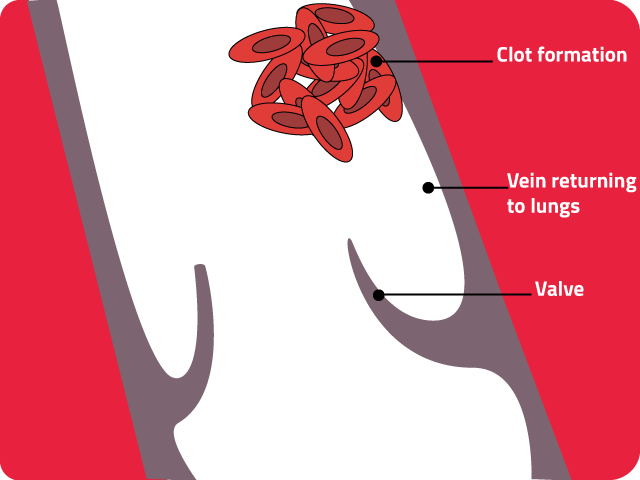 Clot formation
Vein returning
to lungs
Valve